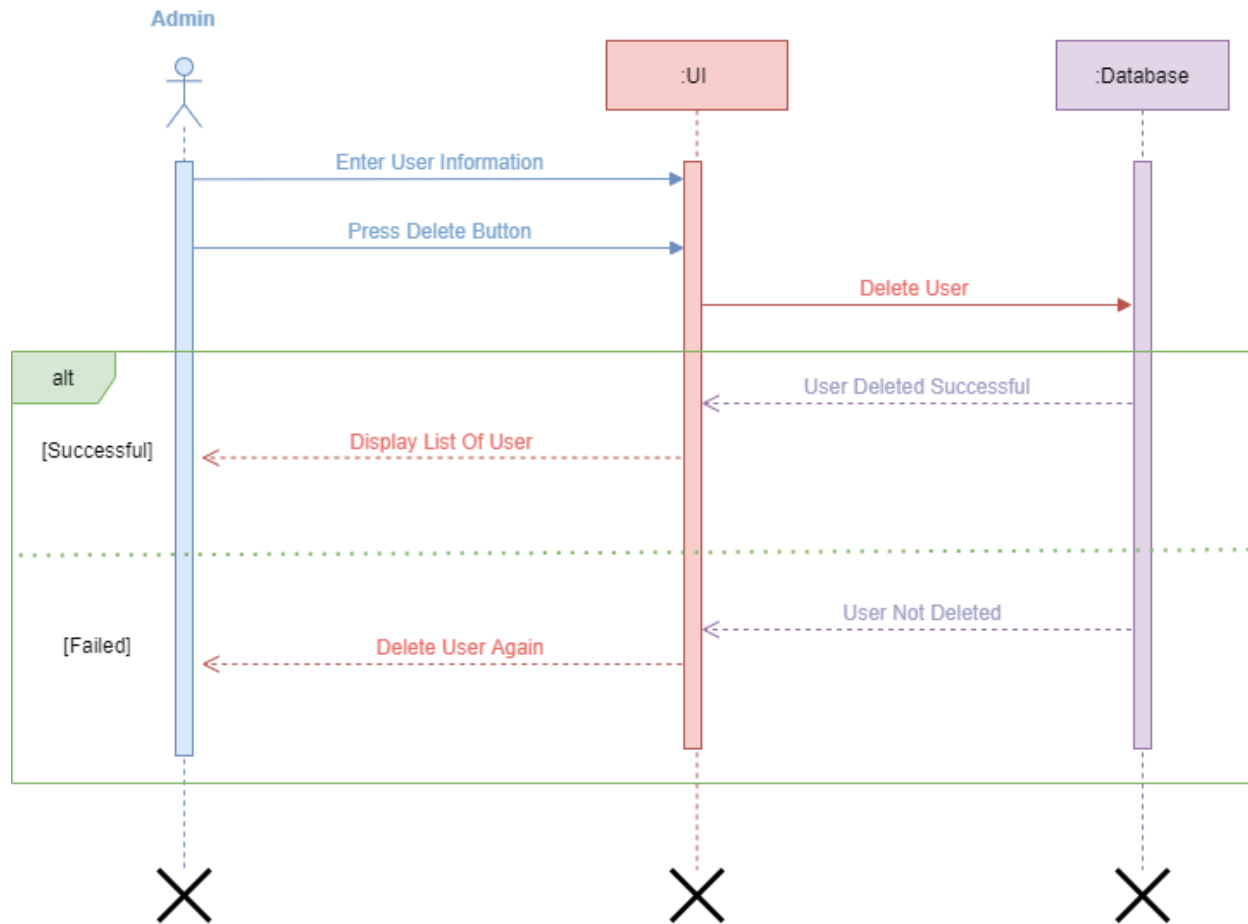 Admin
:UI
:Database
Enter User Information
Press Delete Button
Delete User
alt
User Deleted Successful
[Successful]
Display List Of User
User Not Deleted
[Failed]
Delete User Again